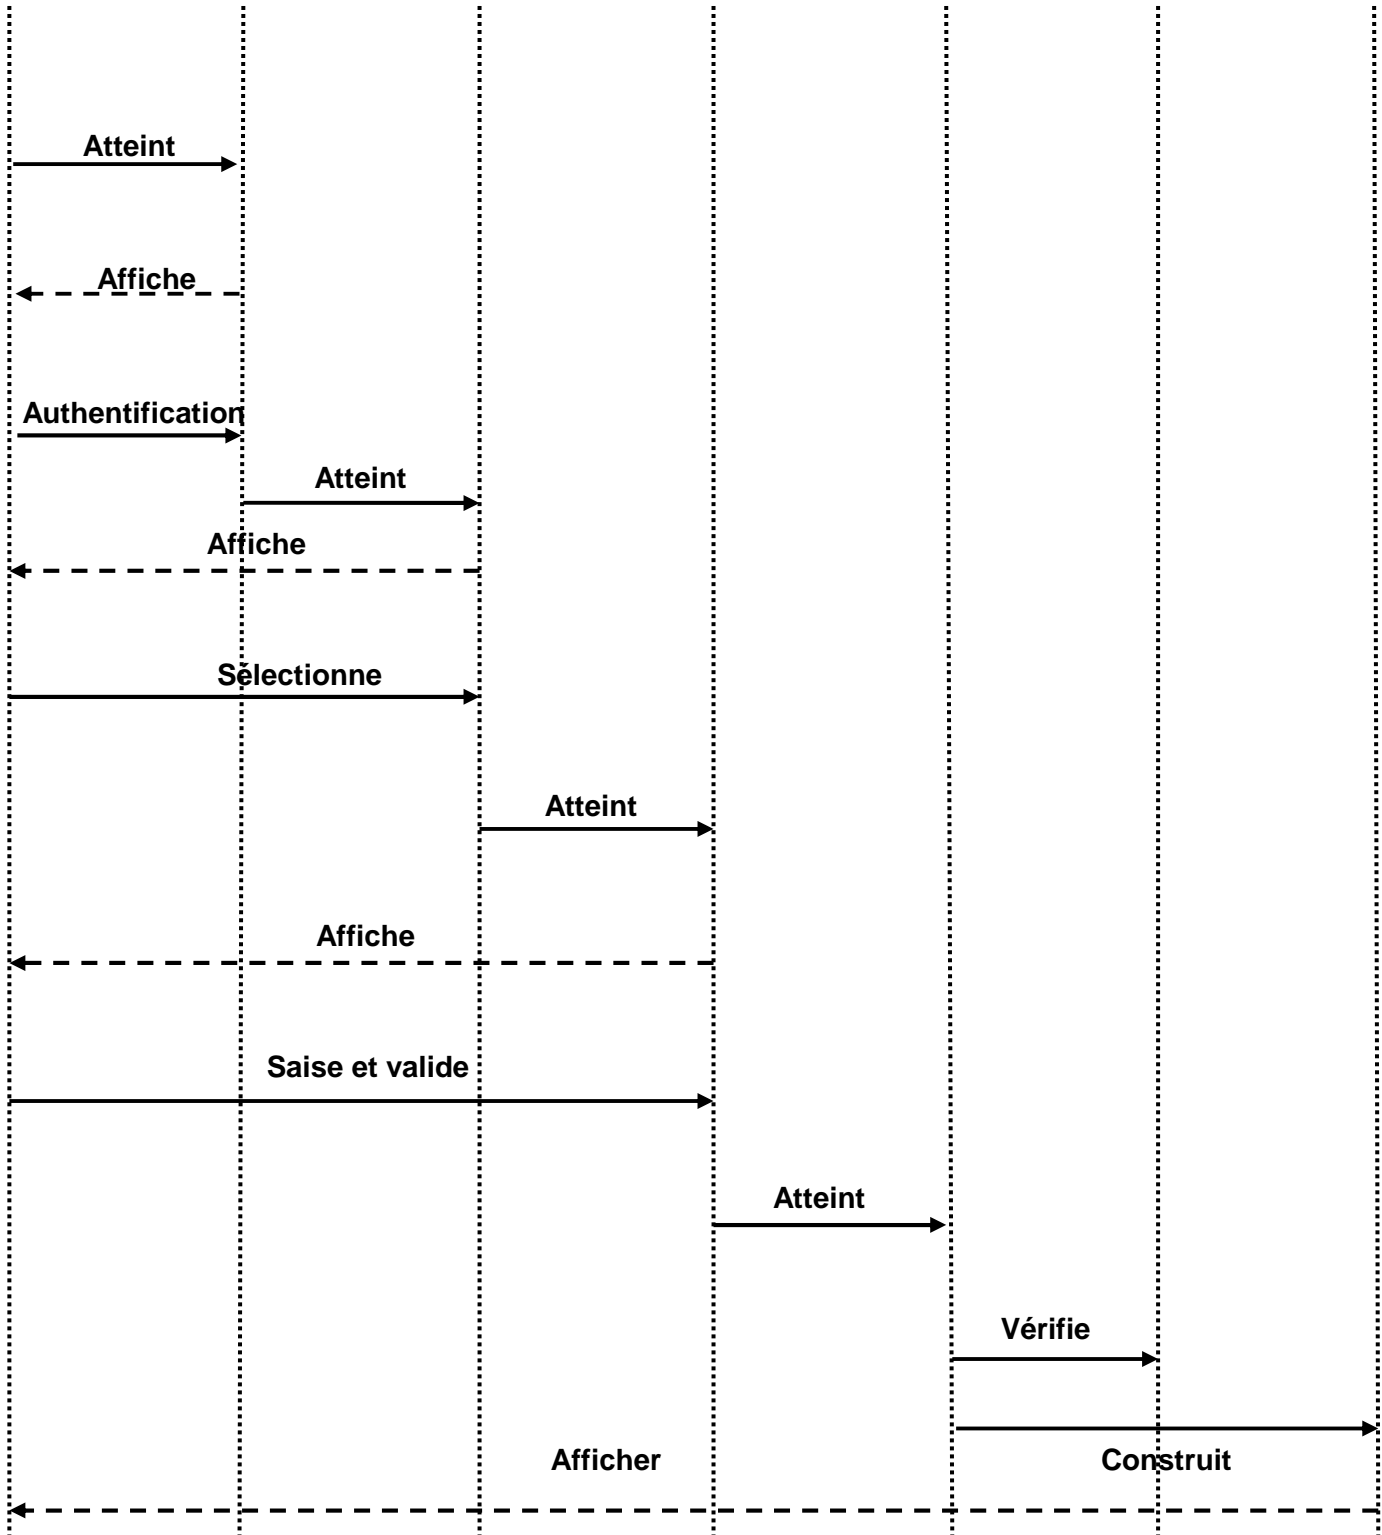 Atteint
Affiche
Authentification
Atteint
Affiche
Sélectionne
Atteint
Affiche
Saise et valide
Atteint
Vérifie
Afficher
Construit